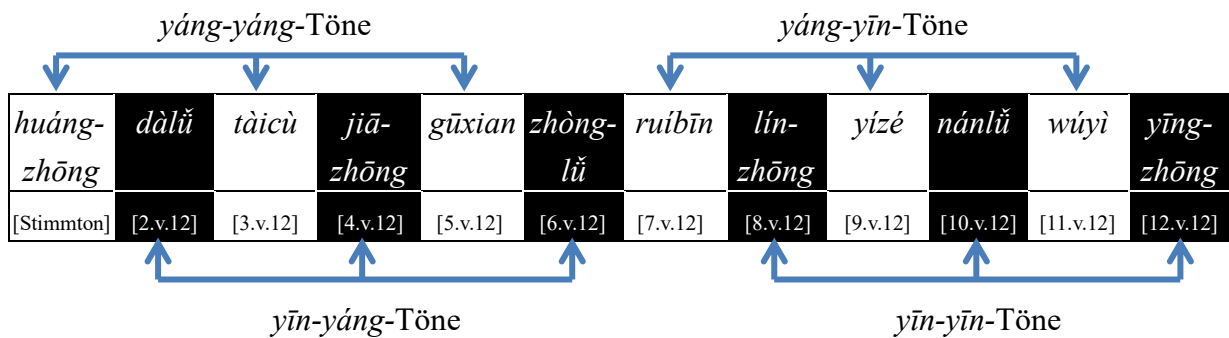 yáng-yáng-Töne yáng-yīn-Töne
huáng- dàlǚ tàicù jiā- gūxian zhòng- ruíbīn lín- yízé nánlǚ wúyì yīng-
zhōng zhōng lǚ zhōng zhōng
[Stimmton] [2.v.12] [3.v.12] [4.v.12] [5.v.12] [6.v.12] [7.v.12] [8.v.12] [9.v.12] [10.v.12] [11.v.12] [12.v.12]
yīn-yáng-Töne yīn-yīn-Töne